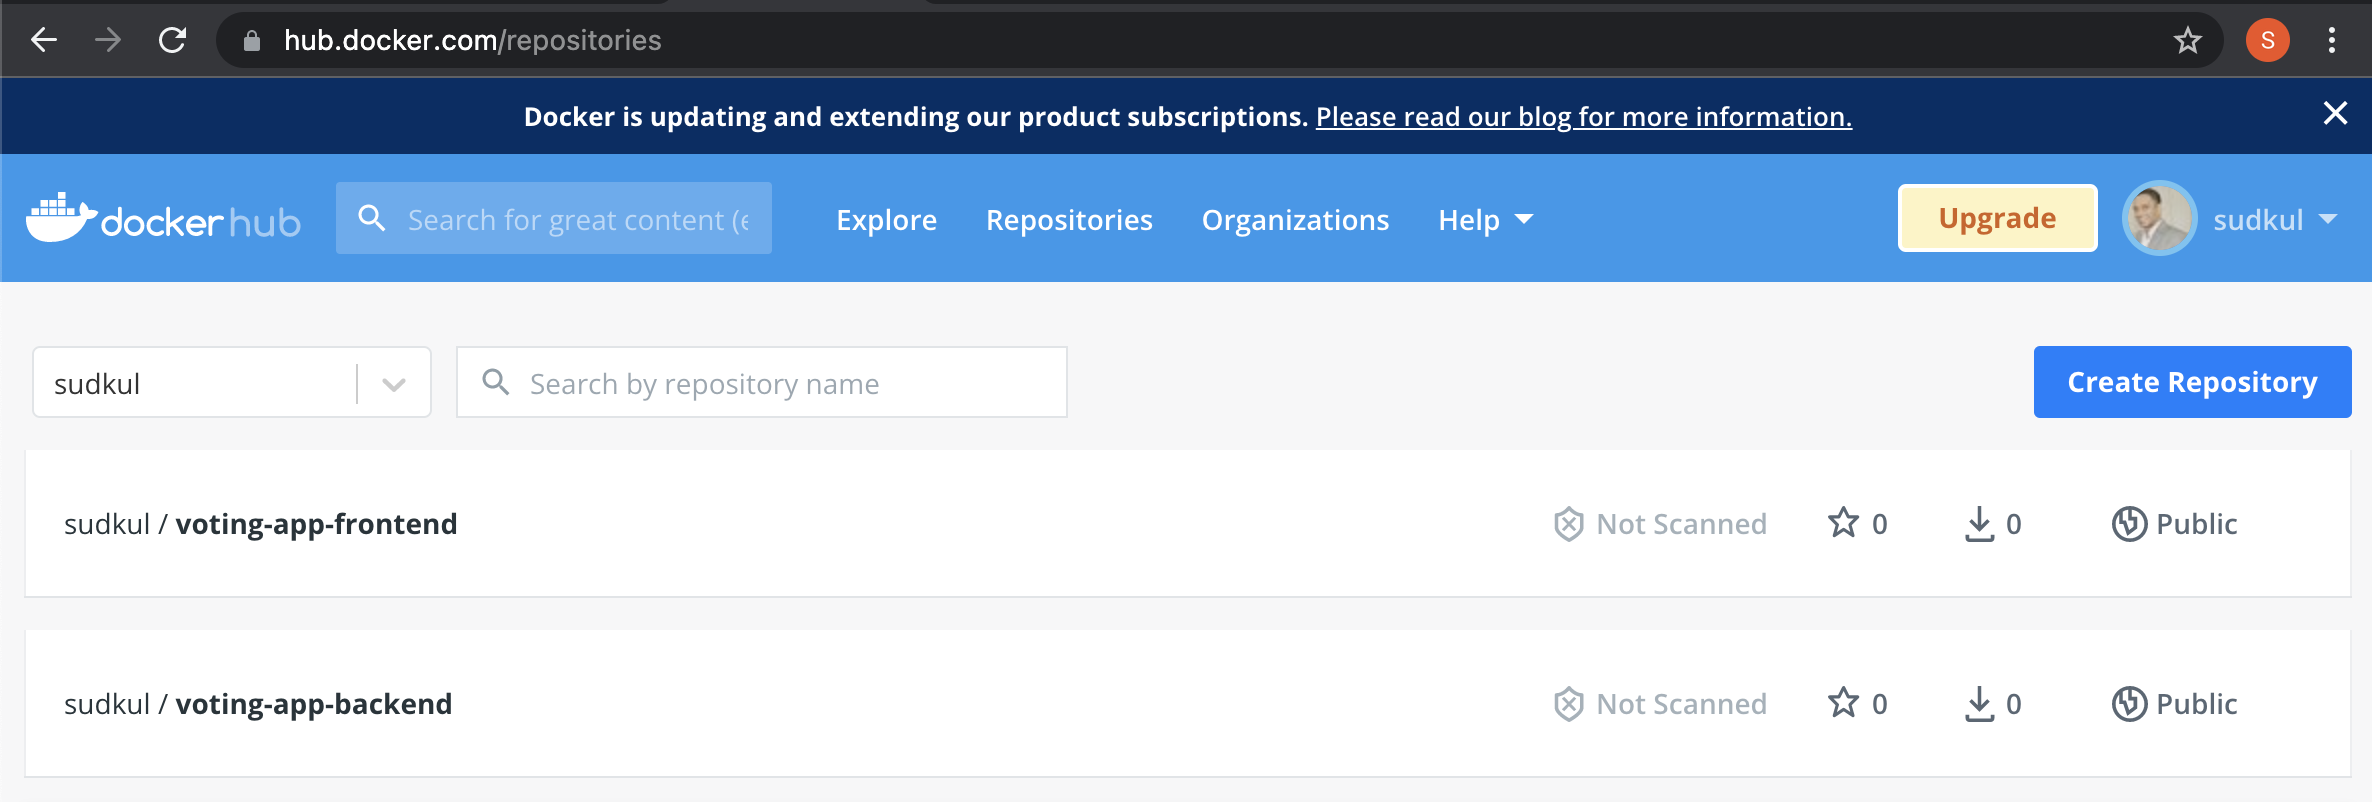 hub.docker.com/repositories
S
Docker is updating and extending our product subscriptions. Please read our blog for more information.
docker hub
Search for great content (e
Explore
Repositories
Organizations
Help
Upgrade
sudkul
sudkul
Search by repository name
Create Repository
sudkul / voting-app-frontend
Not Scanned
0
0
Public
sudkul / voting-app-backend
Not Scanned
0
0
Public